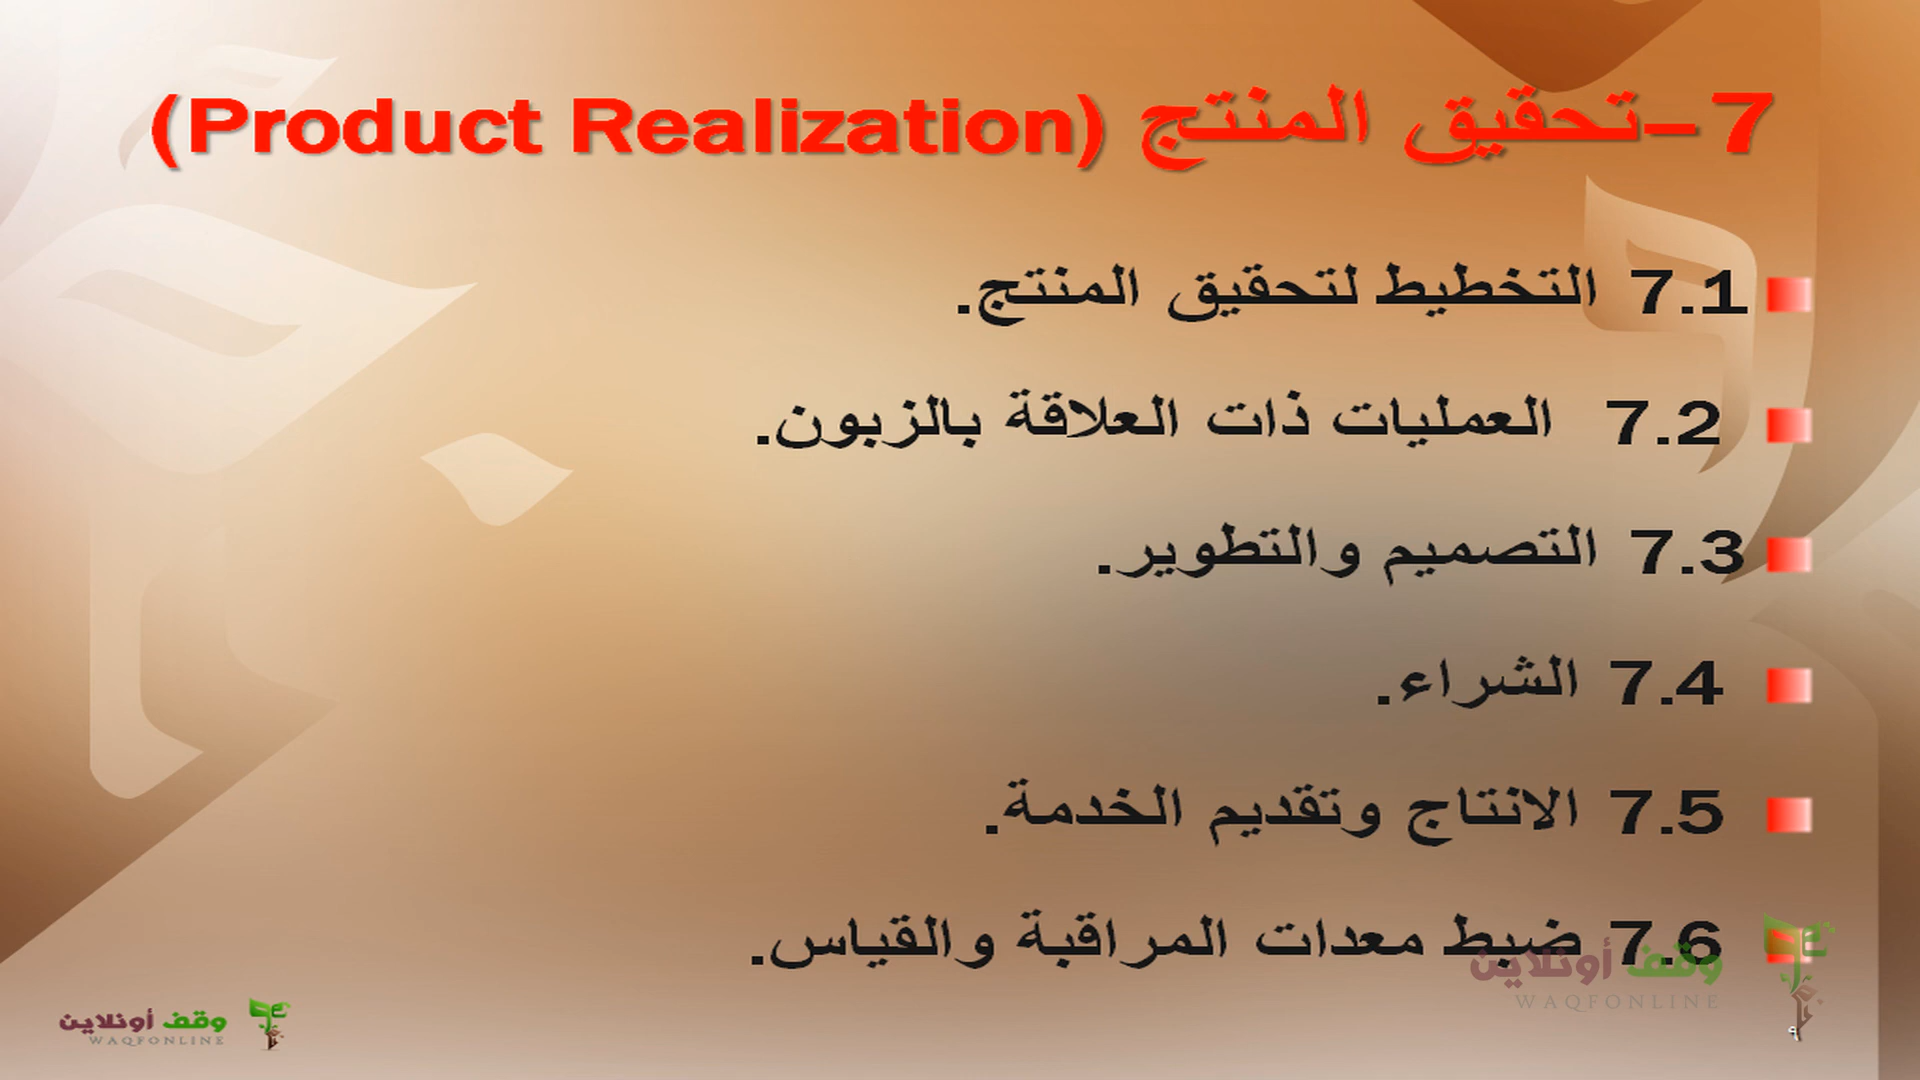 7-تحقيق المنتج (Product Realization)
7.1 التخطيط لتحقيق المنتج.
7.2 العمليات ذات العلاقة بالزبون.
7.3 التصميم والتطوير.
7.4 الشراء.
7.5 الانتاج وتقديم الخدمة.
7.6 ضبط معدات المراقبة والقياس.
وقف أونلاين
WAQFONLINE
وقف أونلاين
WAQFONLINE
٩